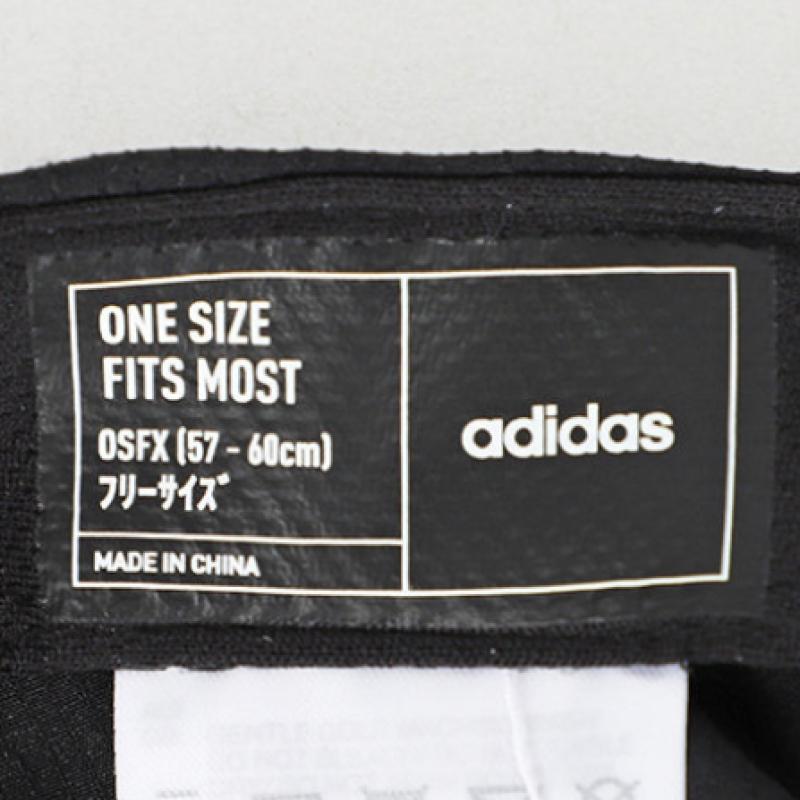 ONE SIZE
FITS MOST
OSFX (57 - 60cm)
フリーサイズ
MADE IN CHINA
adidas